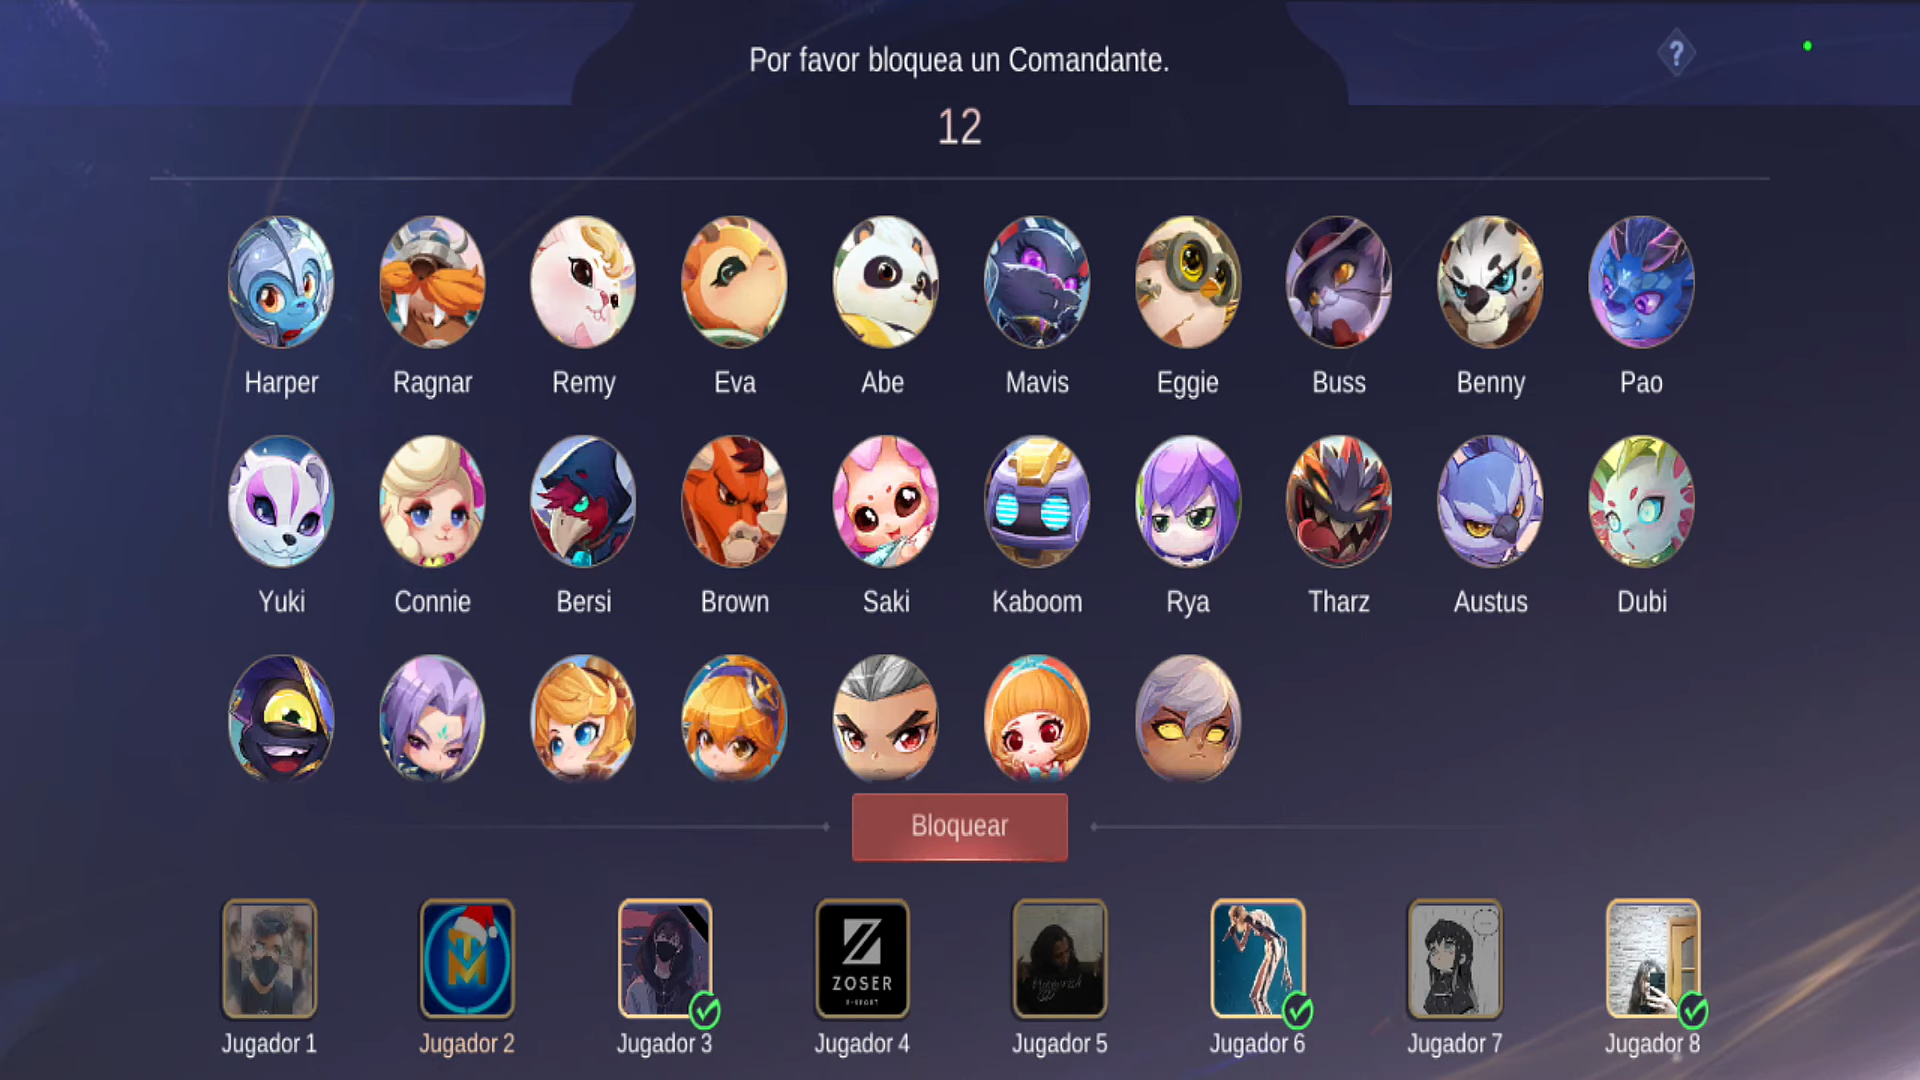 Por favor bloquea un Comandante.
?
12
Harper Ragnar Remy Eva Abe Mavis Eggie Buss Benny Pao
Yuki Connie Bersi Brown Saki Kaboom Rya Tharz Austus Dubi
Bloquear
TM
ZOSER
E-SPORT
Jugador 1 Jugador 2 Jugador 3 Jugador 4 Jugador 5 Jugador 6 Jugador 7 Jugador 8